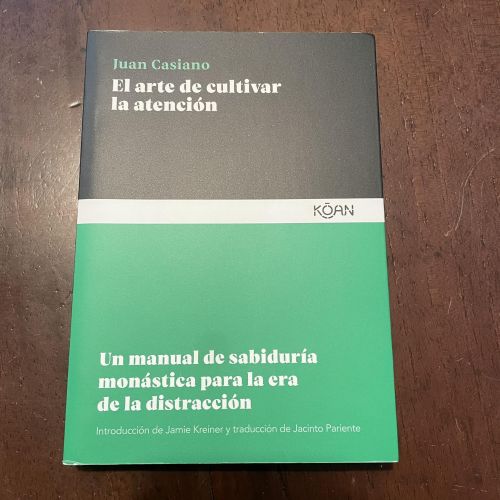 Juan Casiano
El arte de cultivar
la atención
KŌAN
Un manual de sabiduría
monástica para la era
de la distracción
Introducción de Jamie Kreiner y traducción de Jacinto Pariente